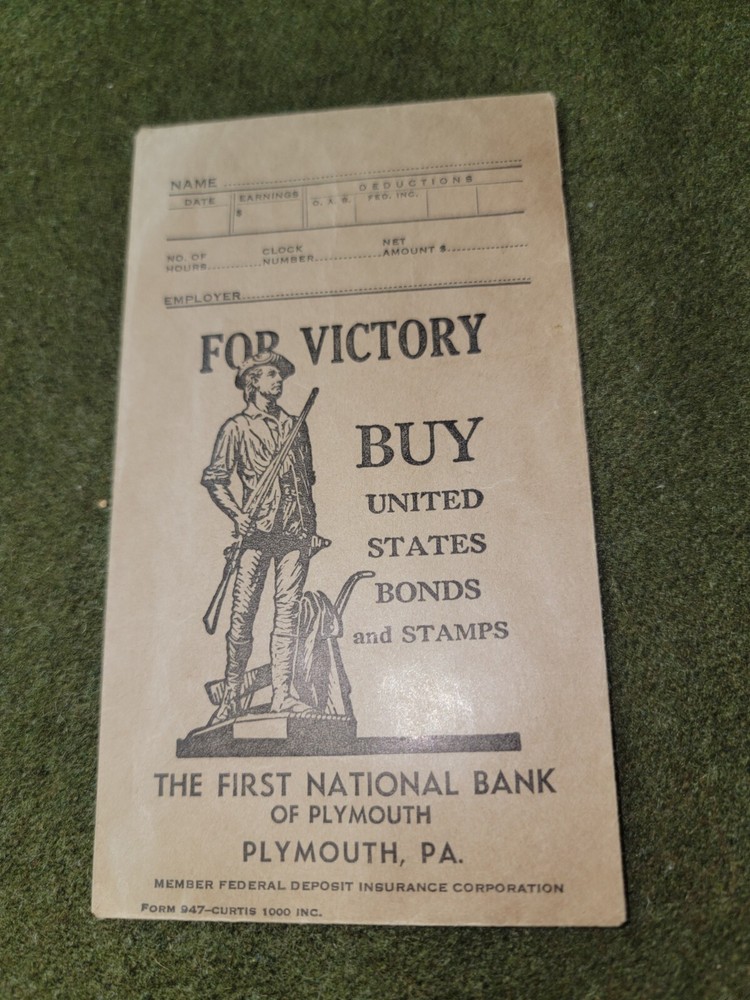 NAME
DATE EARNINGS DEDUCTIONS
$ O. A. B. FED. INC.
NO. OF HOURS CLOCK NUMBER NET AMOUNT $
EMPLOYER
FOR VICTORY
BUY
UNITED
STATES
BONDS
and STAMPS
THE FIRST NATIONAL BANK
OF PLYMOUTH
PLYMOUTH, PA.
MEMBER FEDERAL DEPOSIT INSURANCE CORPORATION
FORM 947-CURTIS 1000 INC.